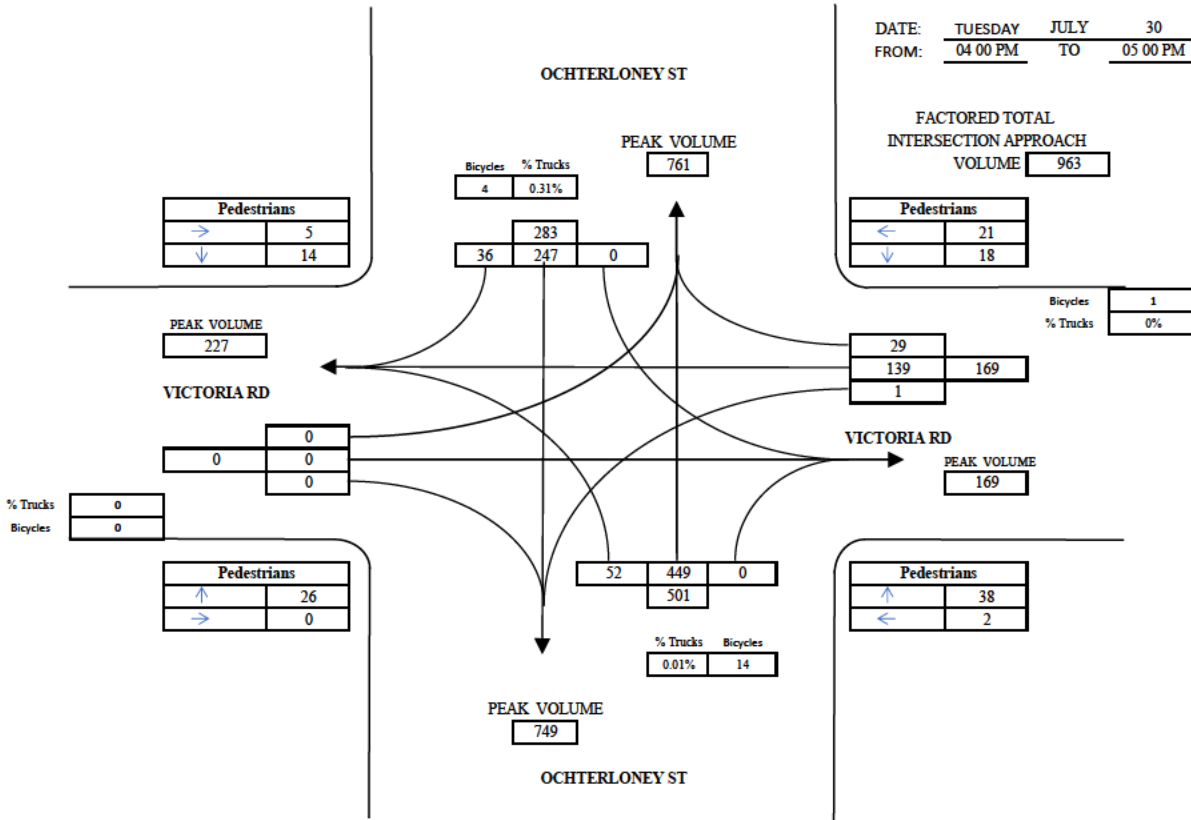 DATE: TUESDAY JULY 30
FROM: 04 00 PM TO 05 00 PM
OCHTERLONEY ST
FACTORED TOTAL
INTERSECTION APPROACH
VOLUME 963
PEAK VOLUME
761
Bicycles % Trucks
4 0.31%
Pedestrians
→ 5
↓ 14
283
36 247 0
Pedestrians
← 21
↓ 18
Bicycles 1
% Trucks 0%
PEAK VOLUME
227
VICTORIA RD
29
139 169
1
0
0 0
0
VICTORIA RD
PEAK VOLUME
169
% Trucks 0
Bicycles 0
Pedestrians
↑ 26
→ 0
52 449 0
501
Pedestrians
↑ 38
← 2
% Trucks Bicycles
0.01% 14
PEAK VOLUME
749
OCHTERLONEY ST